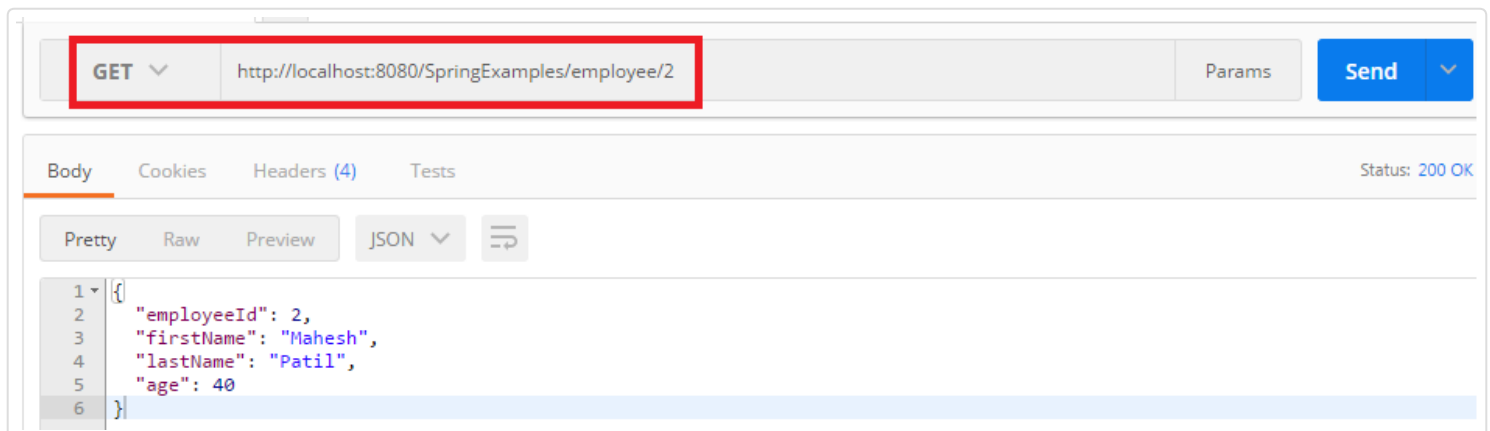 GET http://localhost:8080/SpringExamples/employee/2 Params Send
Body Cookies Headers (4) Tests Status: 200 OK
Pretty Raw Preview JSON
1 {
2 "employeeId": 2,
3 "firstName": "Mahesh",
4 "lastName": "Patil",
5 "age": 40
6 }